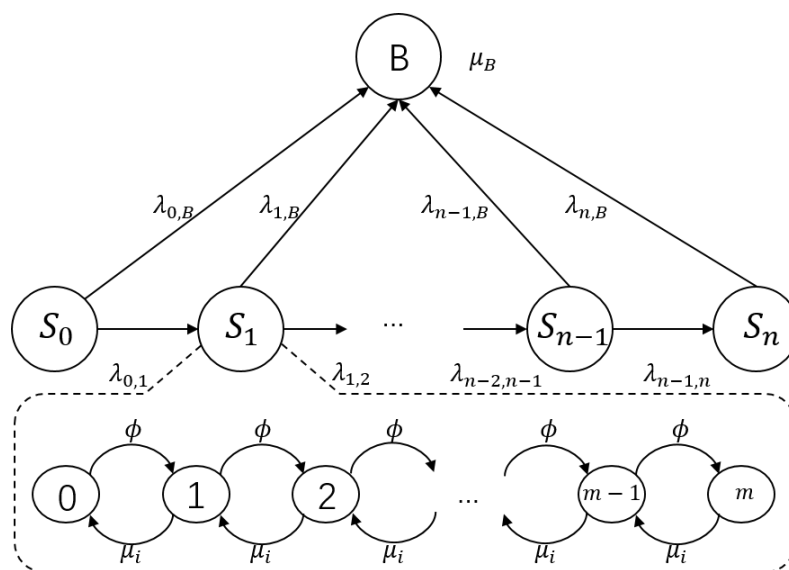 B μ_B
λ_{0,B} λ_{1,B} λ_{n−1,B} λ_{n,B}
S_0 S_1 ... S_{n−1} S_n
λ_{0,1} λ_{1,2} λ_{n−2,n−1} λ_{n−1,n}
ϕ ϕ ϕ ϕ ϕ
0 1 2 ... m − 1 m
μ_i μ_i μ_i μ_i μ_i